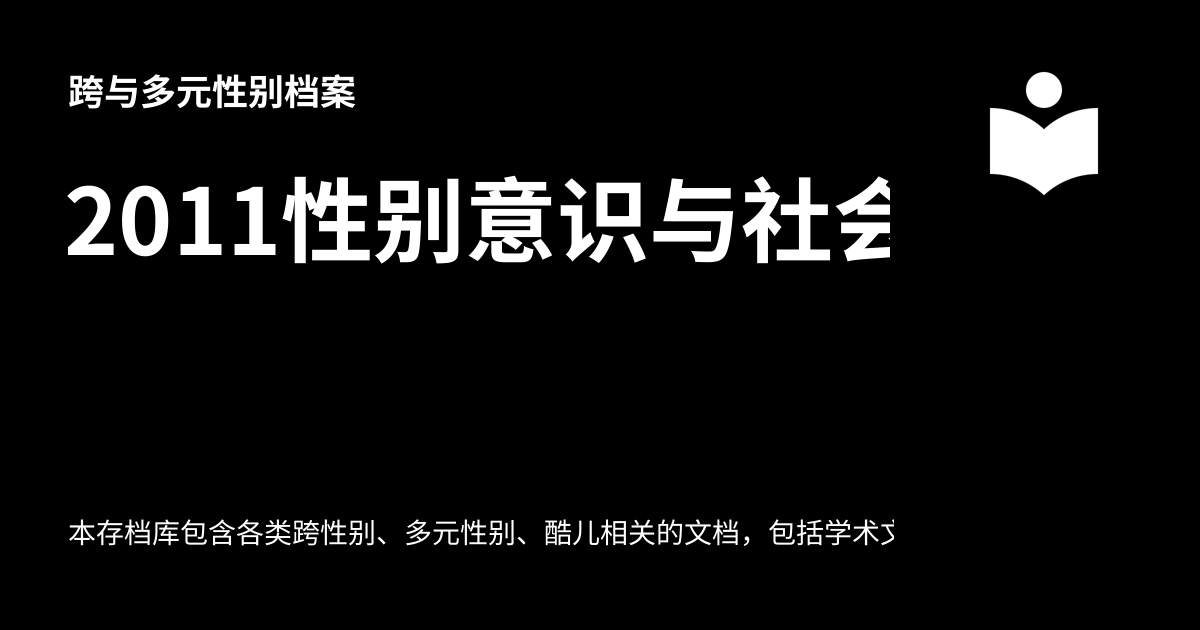 跨与多元性别档案
2011性别意识与社会
本存档库包含各类跨性别、多元性别、酷儿相关的文档，包括学术文